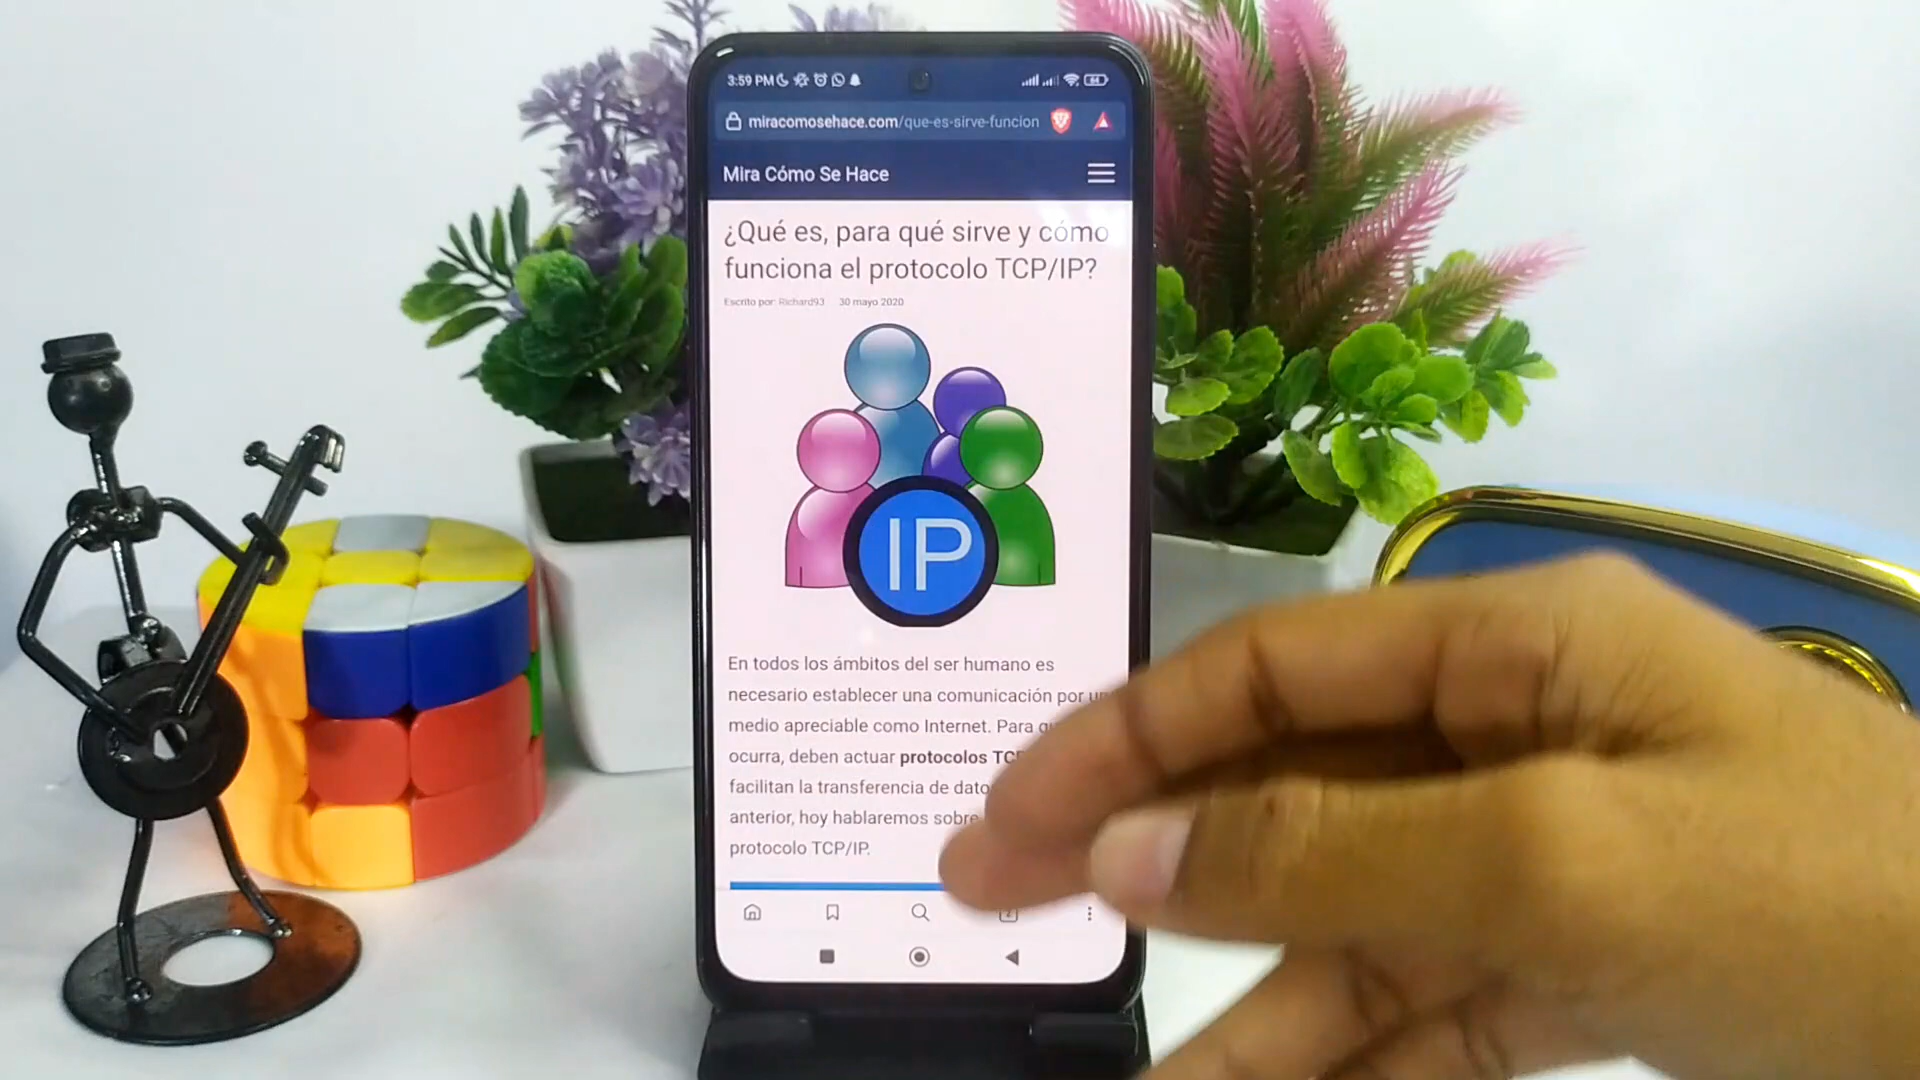 3:59 PM
64
miracomosehace.com/que-es-sirve-funcion
Mira Cómo Se Hace
¿Qué es, para qué sirve y cómo
funciona el protocolo TCP/IP?
Escrito por: Richard93 30 mayo 2020
IP
En todos los ámbitos del ser humano es
necesario establecer una comunicación por
medio apreciable como Internet. Para
ocurra, deben actuar protocolos
facilitan la transferencia de
anterior, hoy hablaremos sobre
protocolo TCP/IP.